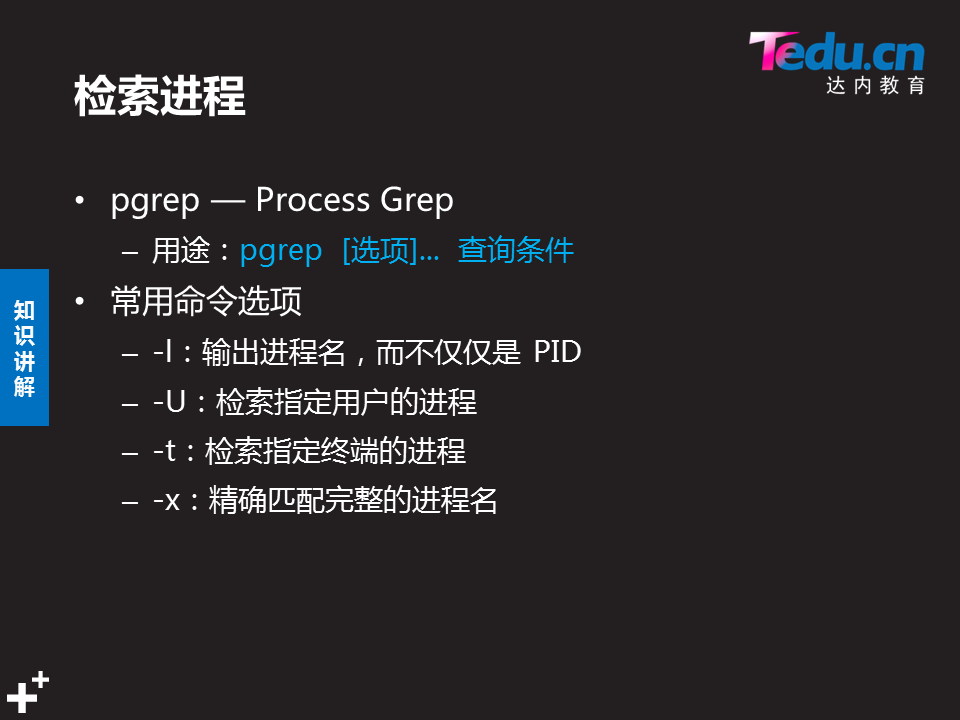 Tedu.cn
达内教育
检索进程
• pgrep — Process Grep
– 用途：pgrep [选项]... 查询条件
• 常用命令选项
– -l：输出进程名，而不仅仅是 PID
– -U：检索指定用户的进程
– -t：检索指定终端的进程
– -x：精确匹配完整的进程名
知识讲解